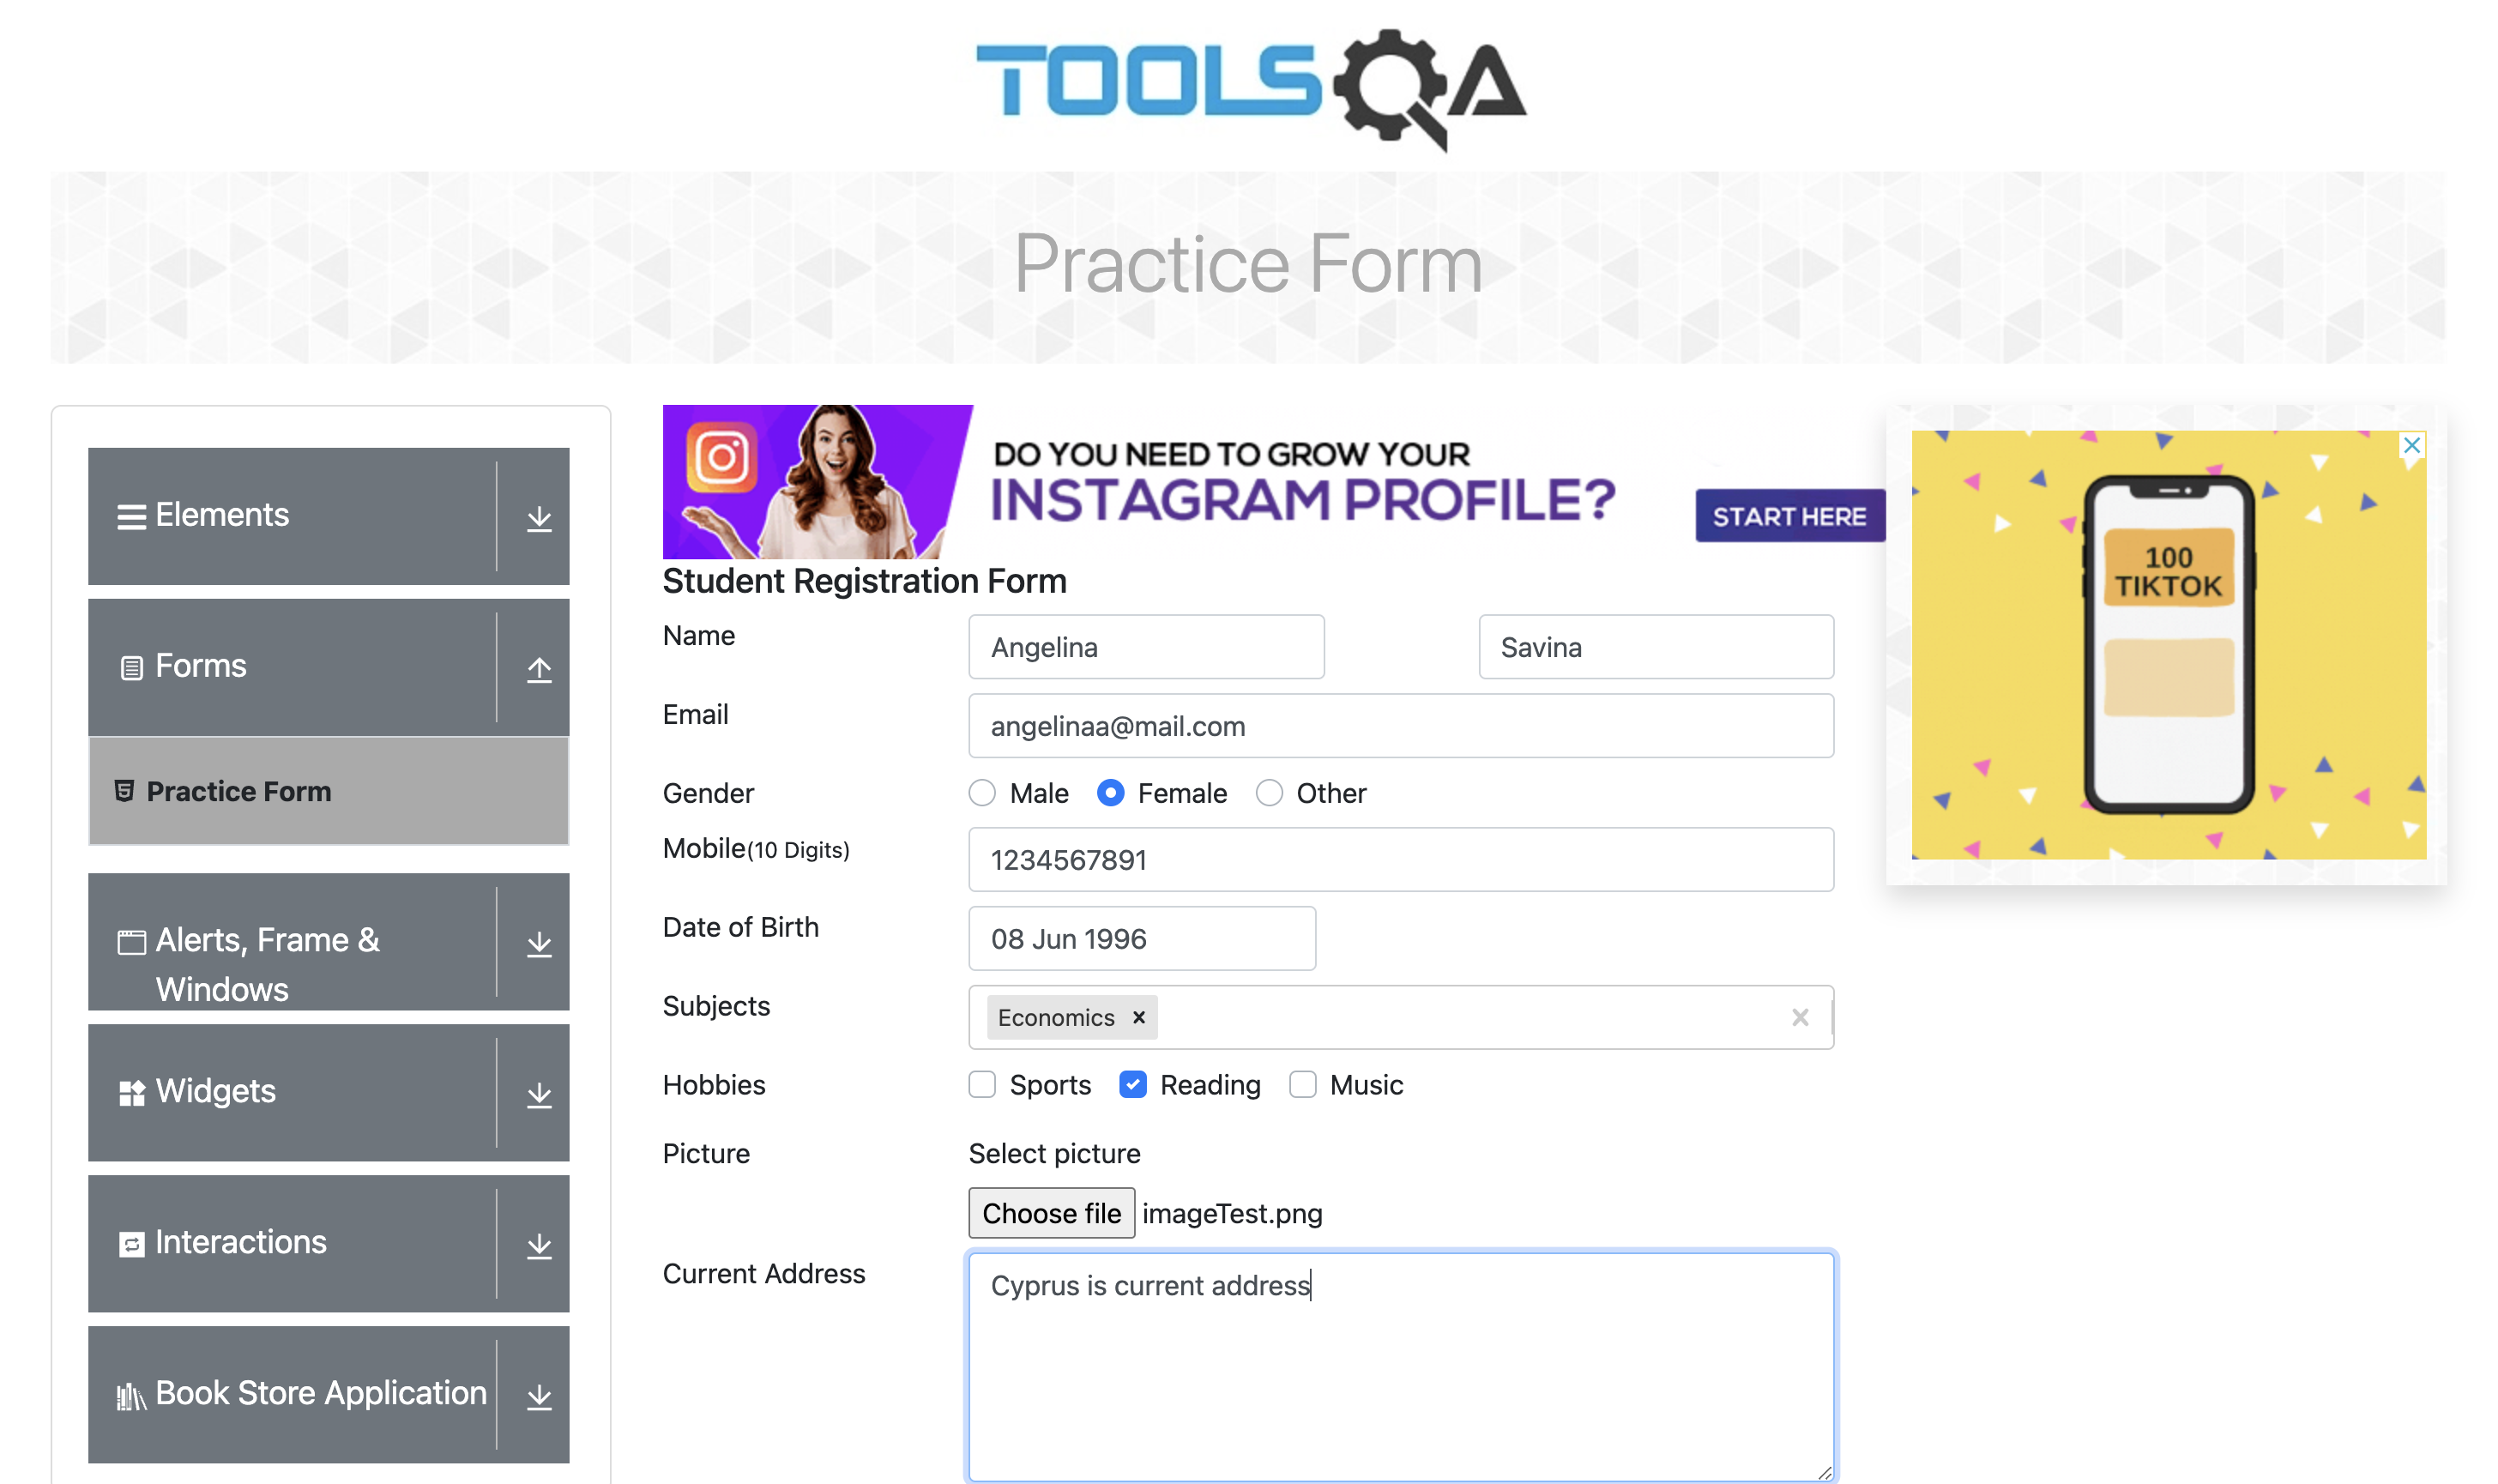 TOOLSQA
Practice Form
Elements
Forms
Practice Form
Alerts, Frame &
Windows
Widgets
Interactions
Book Store Application
DO YOU NEED TO GROW YOUR
INSTAGRAM PROFILE?
START HERE
Student Registration Form
Name
Angelina
Savina
Email
angelinaa@mail.com
Gender
Male
Female
Other
Mobile(10 Digits)
1234567891
Date of Birth
08 Jun 1996
Subjects
Economics
Hobbies
Sports
Reading
Music
Picture
Select picture
Choose file imageTest.png
Current Address
Cyprus is current address
100
TIKTOK